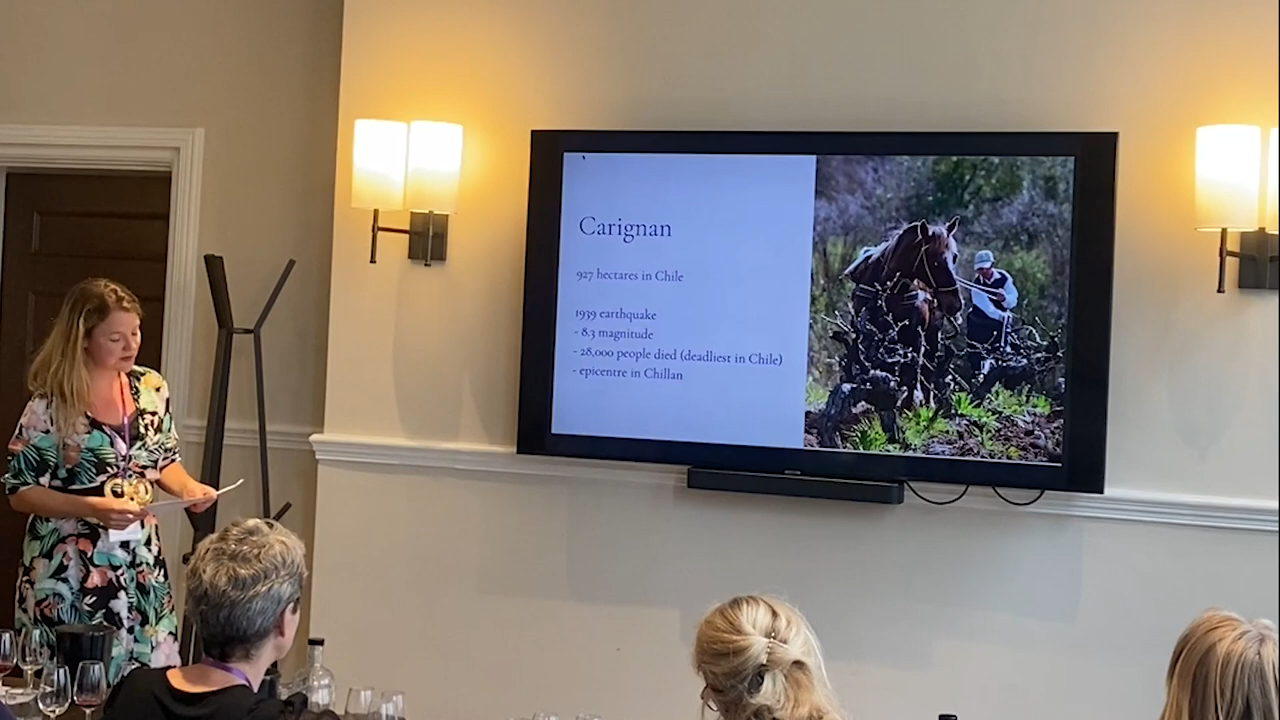 Carignan
927 hectares in Chile
1939 earthquake
- 8.3 magnitude
- 28,000 people died (deadliest in Chile)
- epicentre in Chillan